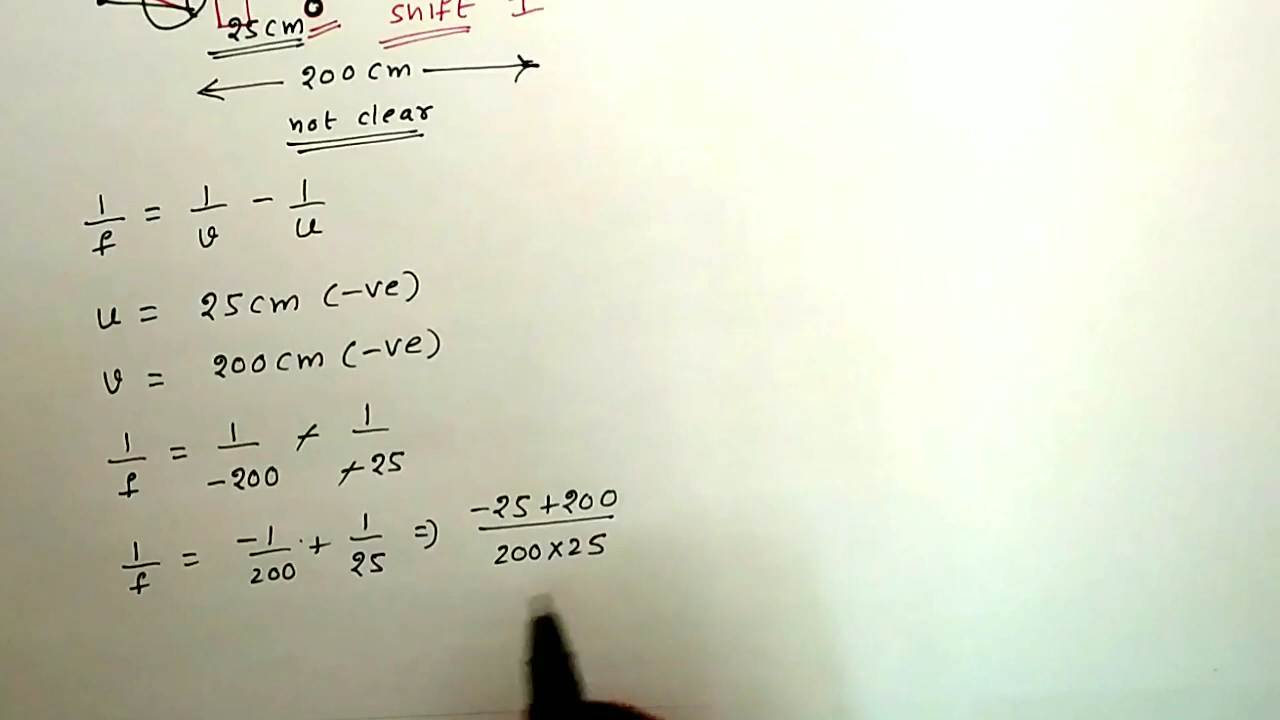 25cm O shift I
200 cm
not clear
1/f = 1/v - 1/u
u = 25cm (-ve)
v = 200cm (-ve)
1/f = 1/-200 + 1/+25
1/f = -1/200 + 1/25 => -25+200/200×25